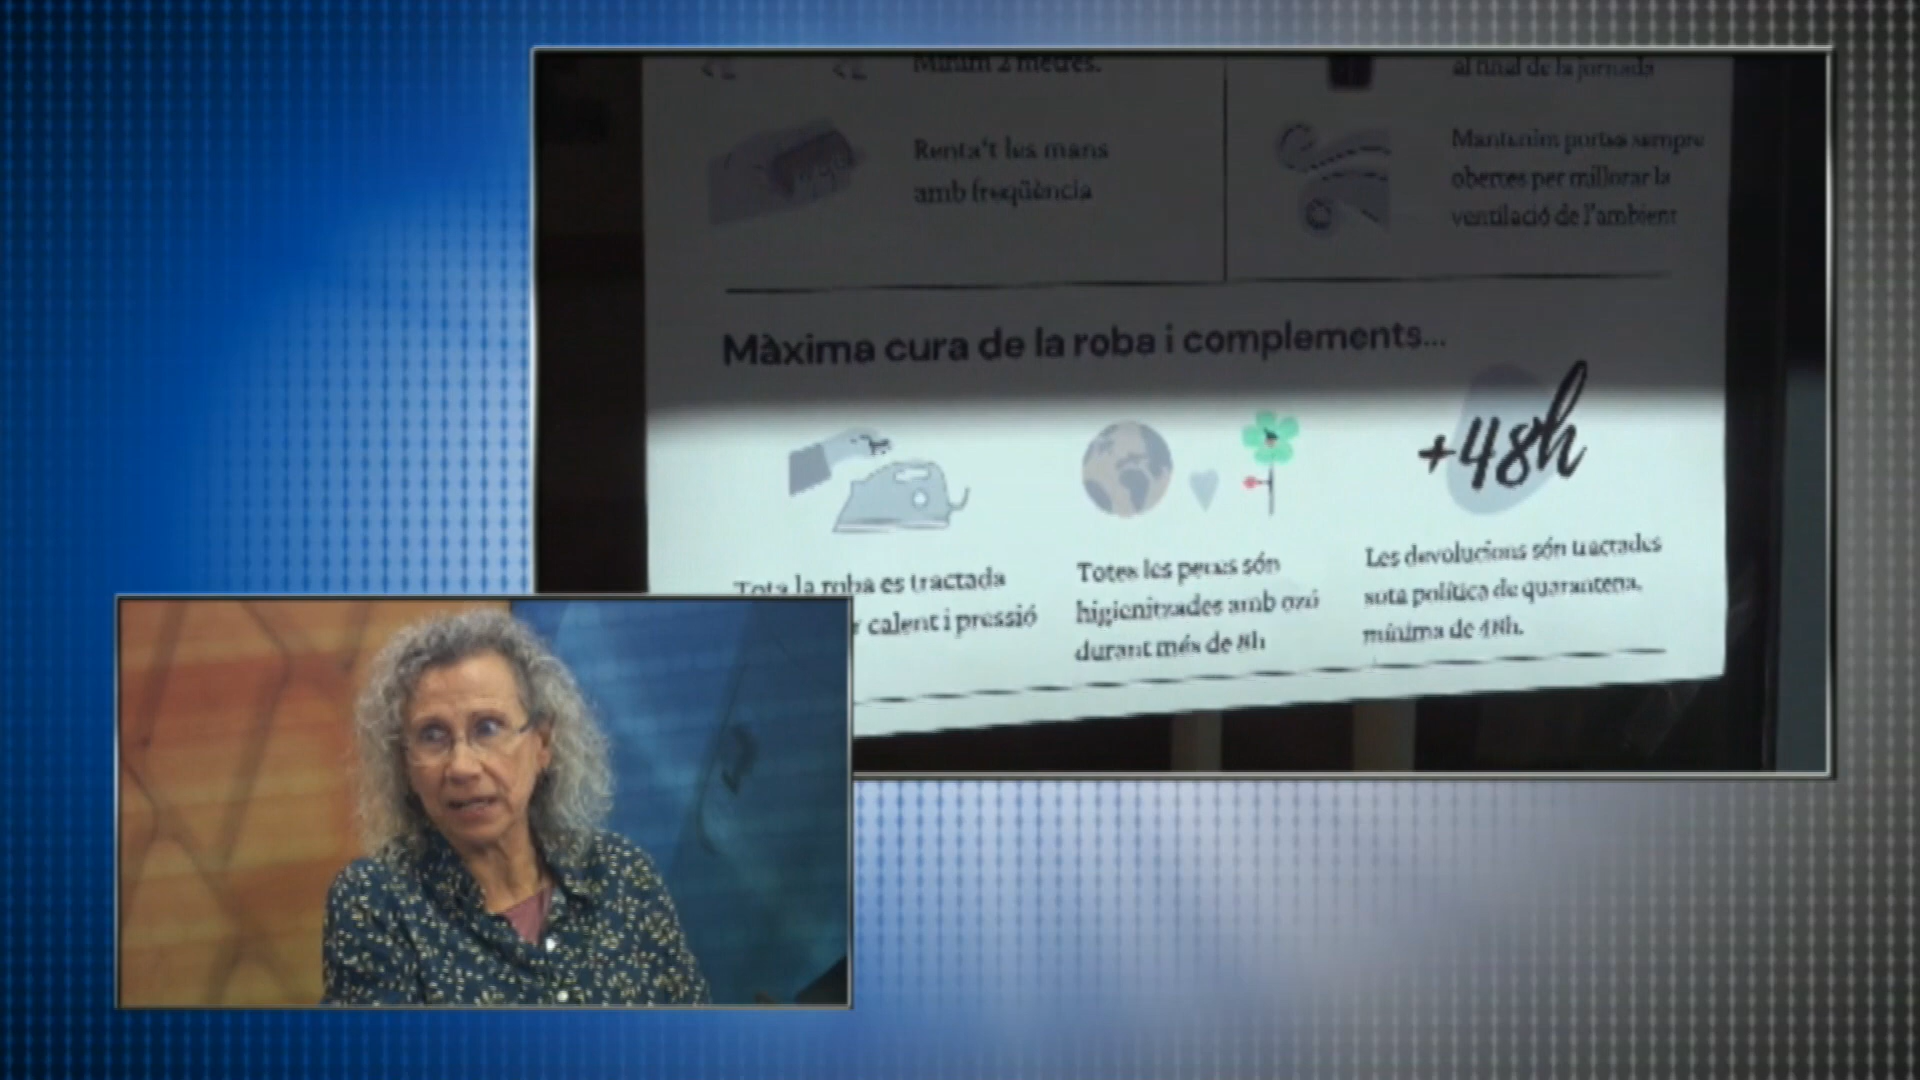 Mínim 2 metres.
Renta't les mans
amb freqüència
al final de la jornada
Mantenim portes sempre
obertes per millorar la
ventilació de l'ambient
Màxima cura de la roba i complements...
Tota la roba es tractada
calent i pressió
Totes les peces són
higienitzades amb ozó
durant més de 8h
+48h
Les devolucions són tractades
sota política de quarantena,
mínima de 48h.